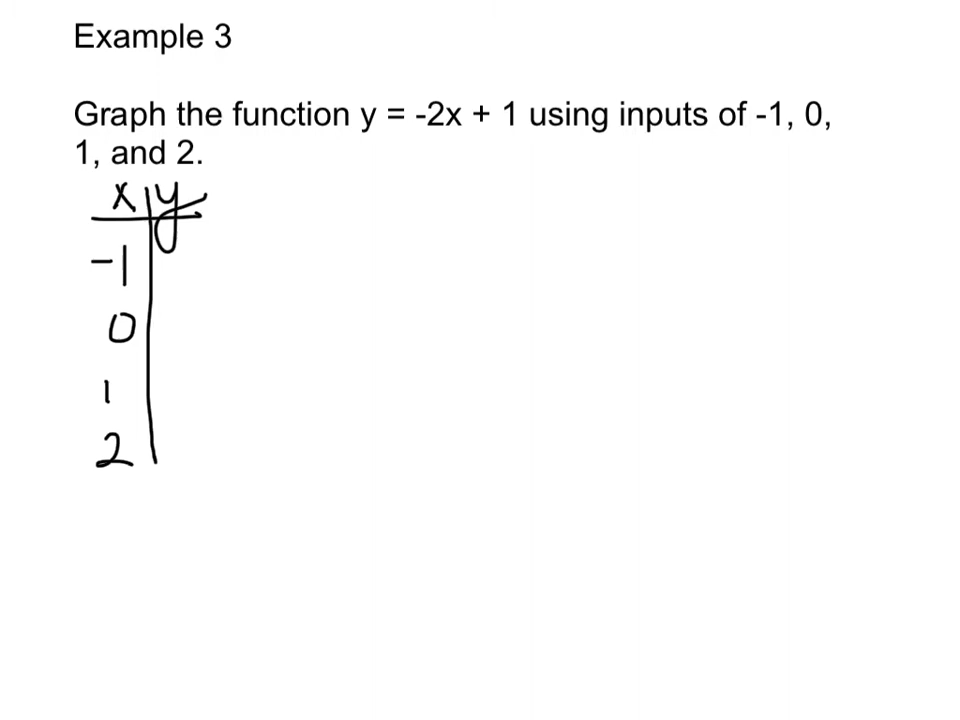 Example 3
Graph the function y = -2x + 1 using inputs of -1, 0,
1, and 2.
x y
-1
0
1
2